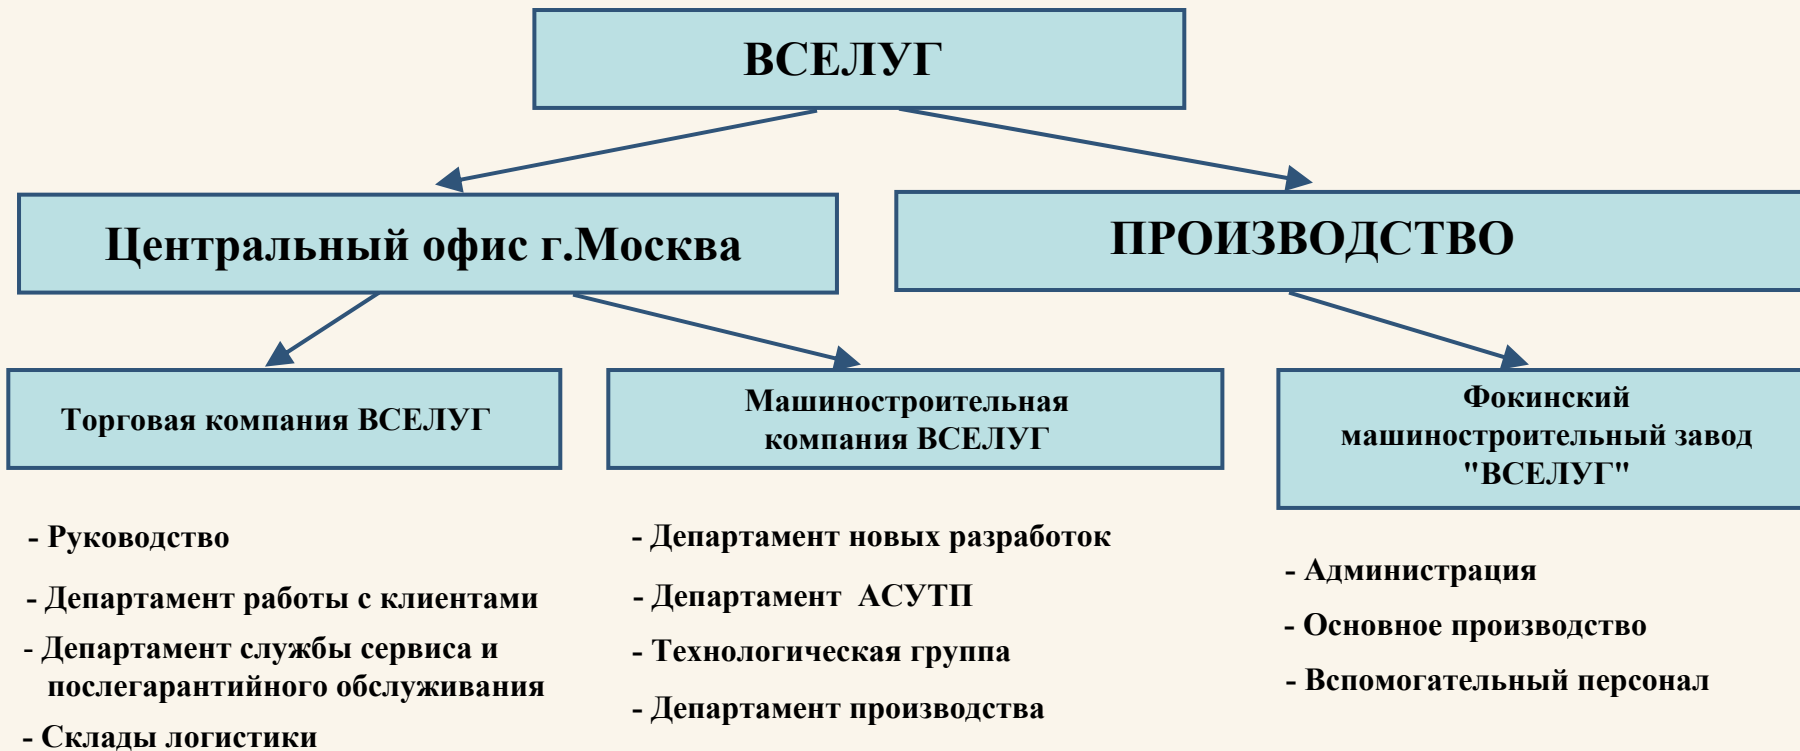 ВСЕЛУГ
Центральный офис г.Москва
ПРОИЗВОДСТВО
Торговая компания ВСЕЛУГ
Машиностроительная
компания ВСЕЛУГ
Фокинский
машиностроительный завод
"ВСЕЛУГ"
- Руководство
- Департамент работы с клиентами
- Департамент службы сервиса и
послегарантийного обслуживания
- Склады логистики
- Департамент новых разработок
- Департамент АСУТП
- Технологическая группа
- Департамент производства
- Администрация
- Основное производство
- Вспомогательный персонал